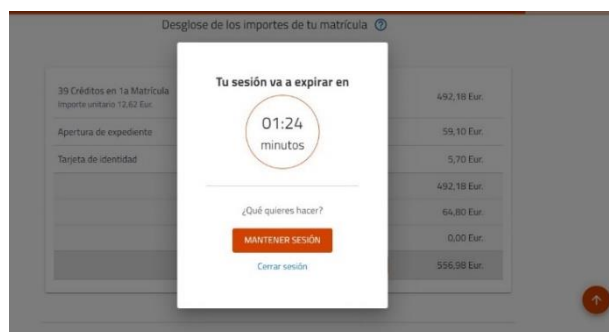 Desglose de los importes de tu matrícula
39 Créditos en 1a Matrícula
Importe unitario 12,62 Eur.
492,18 Eur.
Apertura de expediente
59,10 Eur.
Tarjeta de identidad
5,70 Eur.
492,18 Eur.
64,80 Eur.
0,00 Eur.
556,98 Eur.
Tu sesión va a expirar en
01:24
minutos
¿Qué quieres hacer?
MANTENER SESIÓN
Cerrar sesión